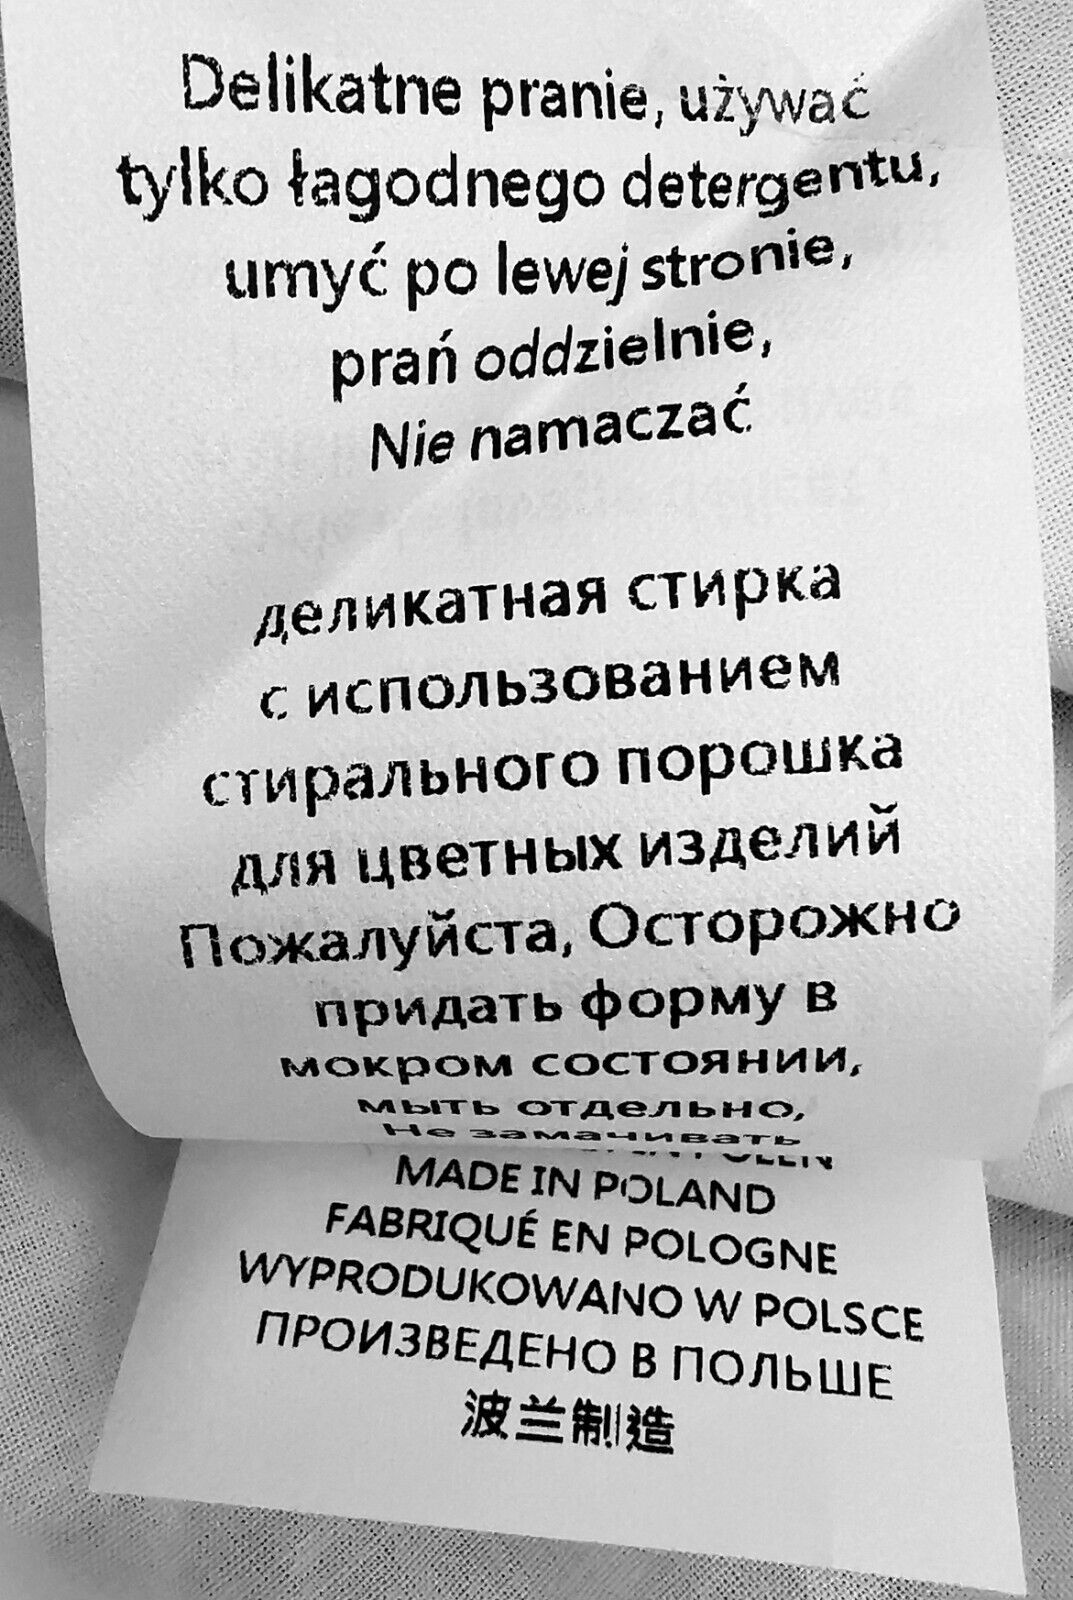 Delikatne pranie, używać
tylko łagodnego detergentu,
umyć po lewej stronie,
prań oddzielnie,
Nie namaczać
деликатная стирка
с использованием
стирального порошка
для цветных изделий
Пожалуйста, Осторожно
придать форму в
мокром состоянии,
мыть отдельно,
Не замачивать
MADE IN POLAND
FABRIQUÉ EN POLOGNE
WYPRODUKOWANO W POLSCE
ПРОИЗВЕДЕНО В ПОЛЬШЕ
波兰制造